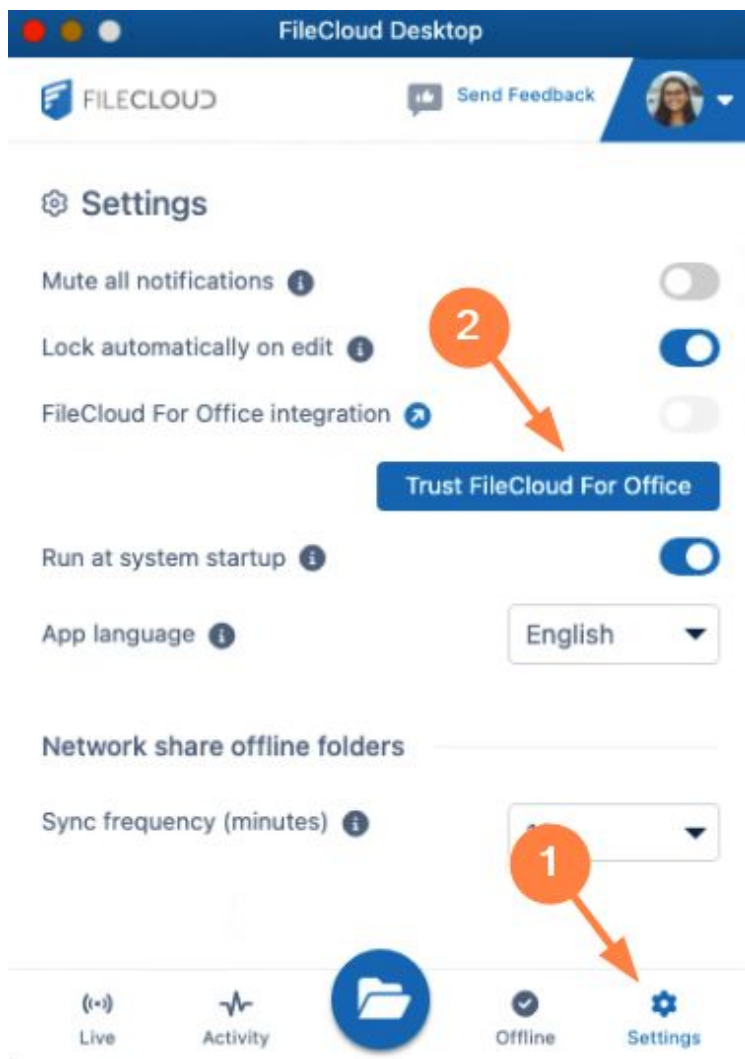 FileCloud Desktop
FILECLOUD
Send Feedback
Settings
Mute all notifications
2
Lock automatically on edit
FileCloud For Office integration
Trust FileCloud For Office
Run at system startup
App language
English
Network share offline folders
Sync frequency (minutes)
1
Live
Activity
Offline
Settings